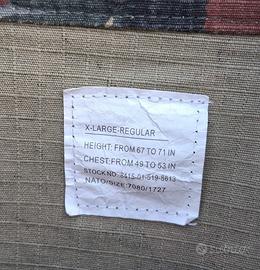 X-LARGE-REGULAR
HEIGHT: FROM 67 TO 71 IN
CHEST: FROM 49 TO 53 IN
STOCK NO. 8415-01-519-8613
NATO/SIZE: 7080/1727
subito